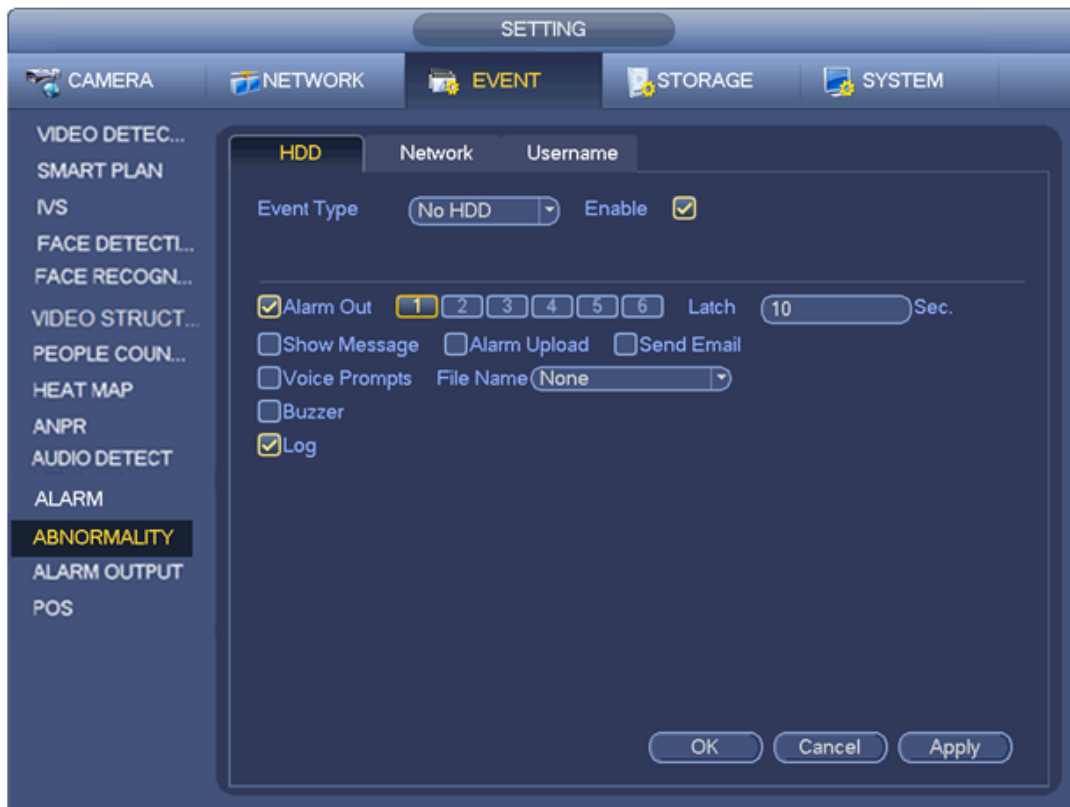 SETTING
CAMERA NETWORK EVENT STORAGE SYSTEM
VIDEO DETEC...
SMART PLAN
IVS
FACE DETECTI...
FACE RECOGN...
VIDEO STRUCT...
PEOPLE COUN...
HEAT MAP
ANPR
AUDIO DETECT
ALARM
ABNORMALITY
ALARM OUTPUT
POS
HDD Network Username
Event Type No HDD Enable
Alarm Out 1 2 3 4 5 6 Latch 10 Sec.
Show Message Alarm Upload Send Email
Voice Prompts File Name None
Buzzer
Log
OK Cancel Apply